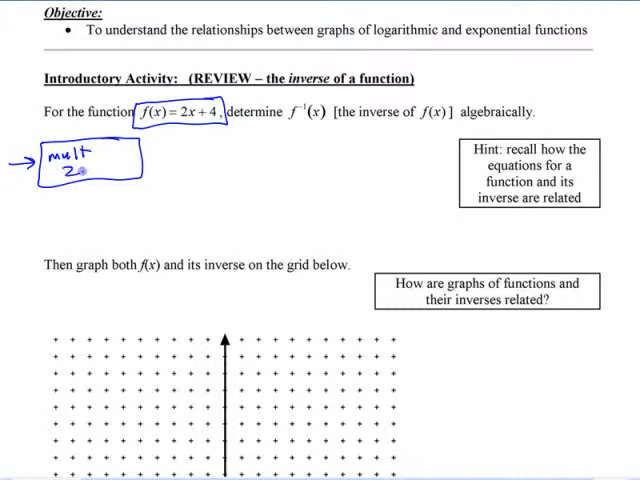 Objective:
• To understand the relationships between graphs of logarithmic and exponential functions
Introductory Activity: (REVIEW – the inverse of a function)
For the function f(x) = 2x + 4, determine f⁻¹(x) [the inverse of f(x)] algebraically.
mult
2
Hint: recall how the
equations for a
function and its
inverse are related
Then graph both f(x) and its inverse on the grid below.
How are graphs of functions and
their inverses related?